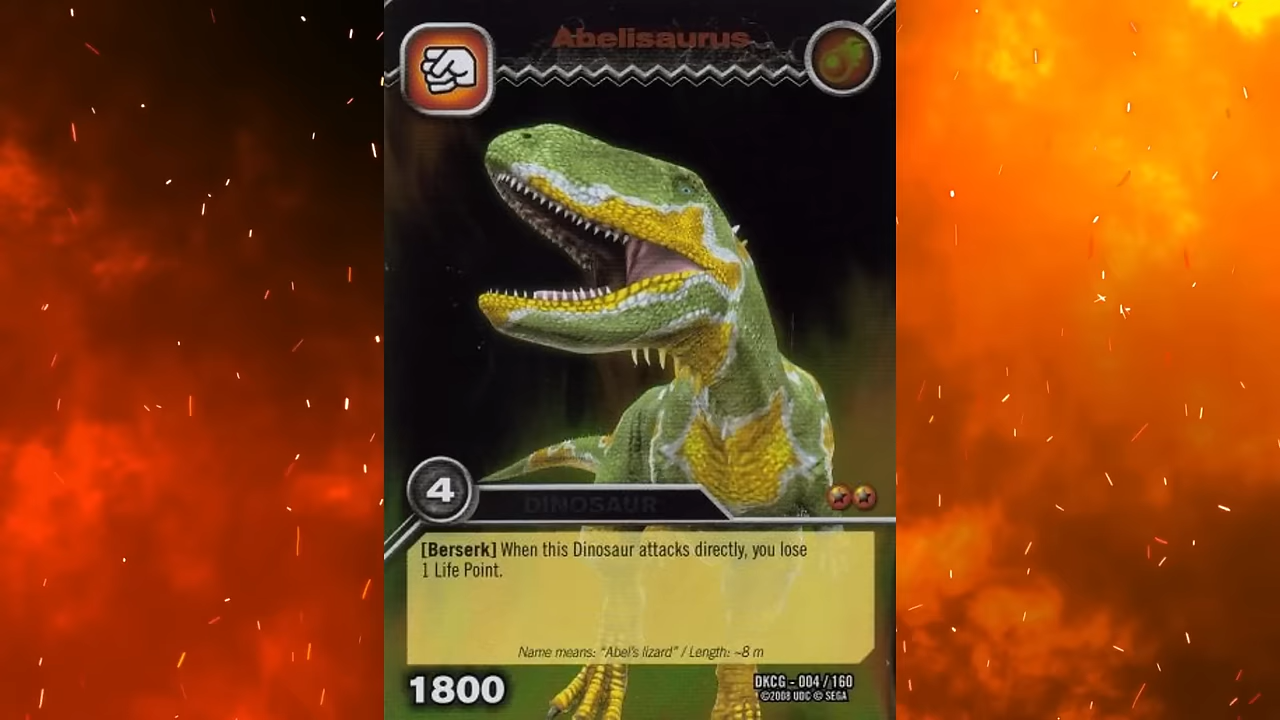 Abelisaurus
4
DINOSAUR
[Berserk] When this Dinosaur attacks directly, you lose
1 Life Point.
Name means: "Abel's lizard" / Length: ~8 m
1800
DKCG - 004/160
©2008 UDC © SEGA